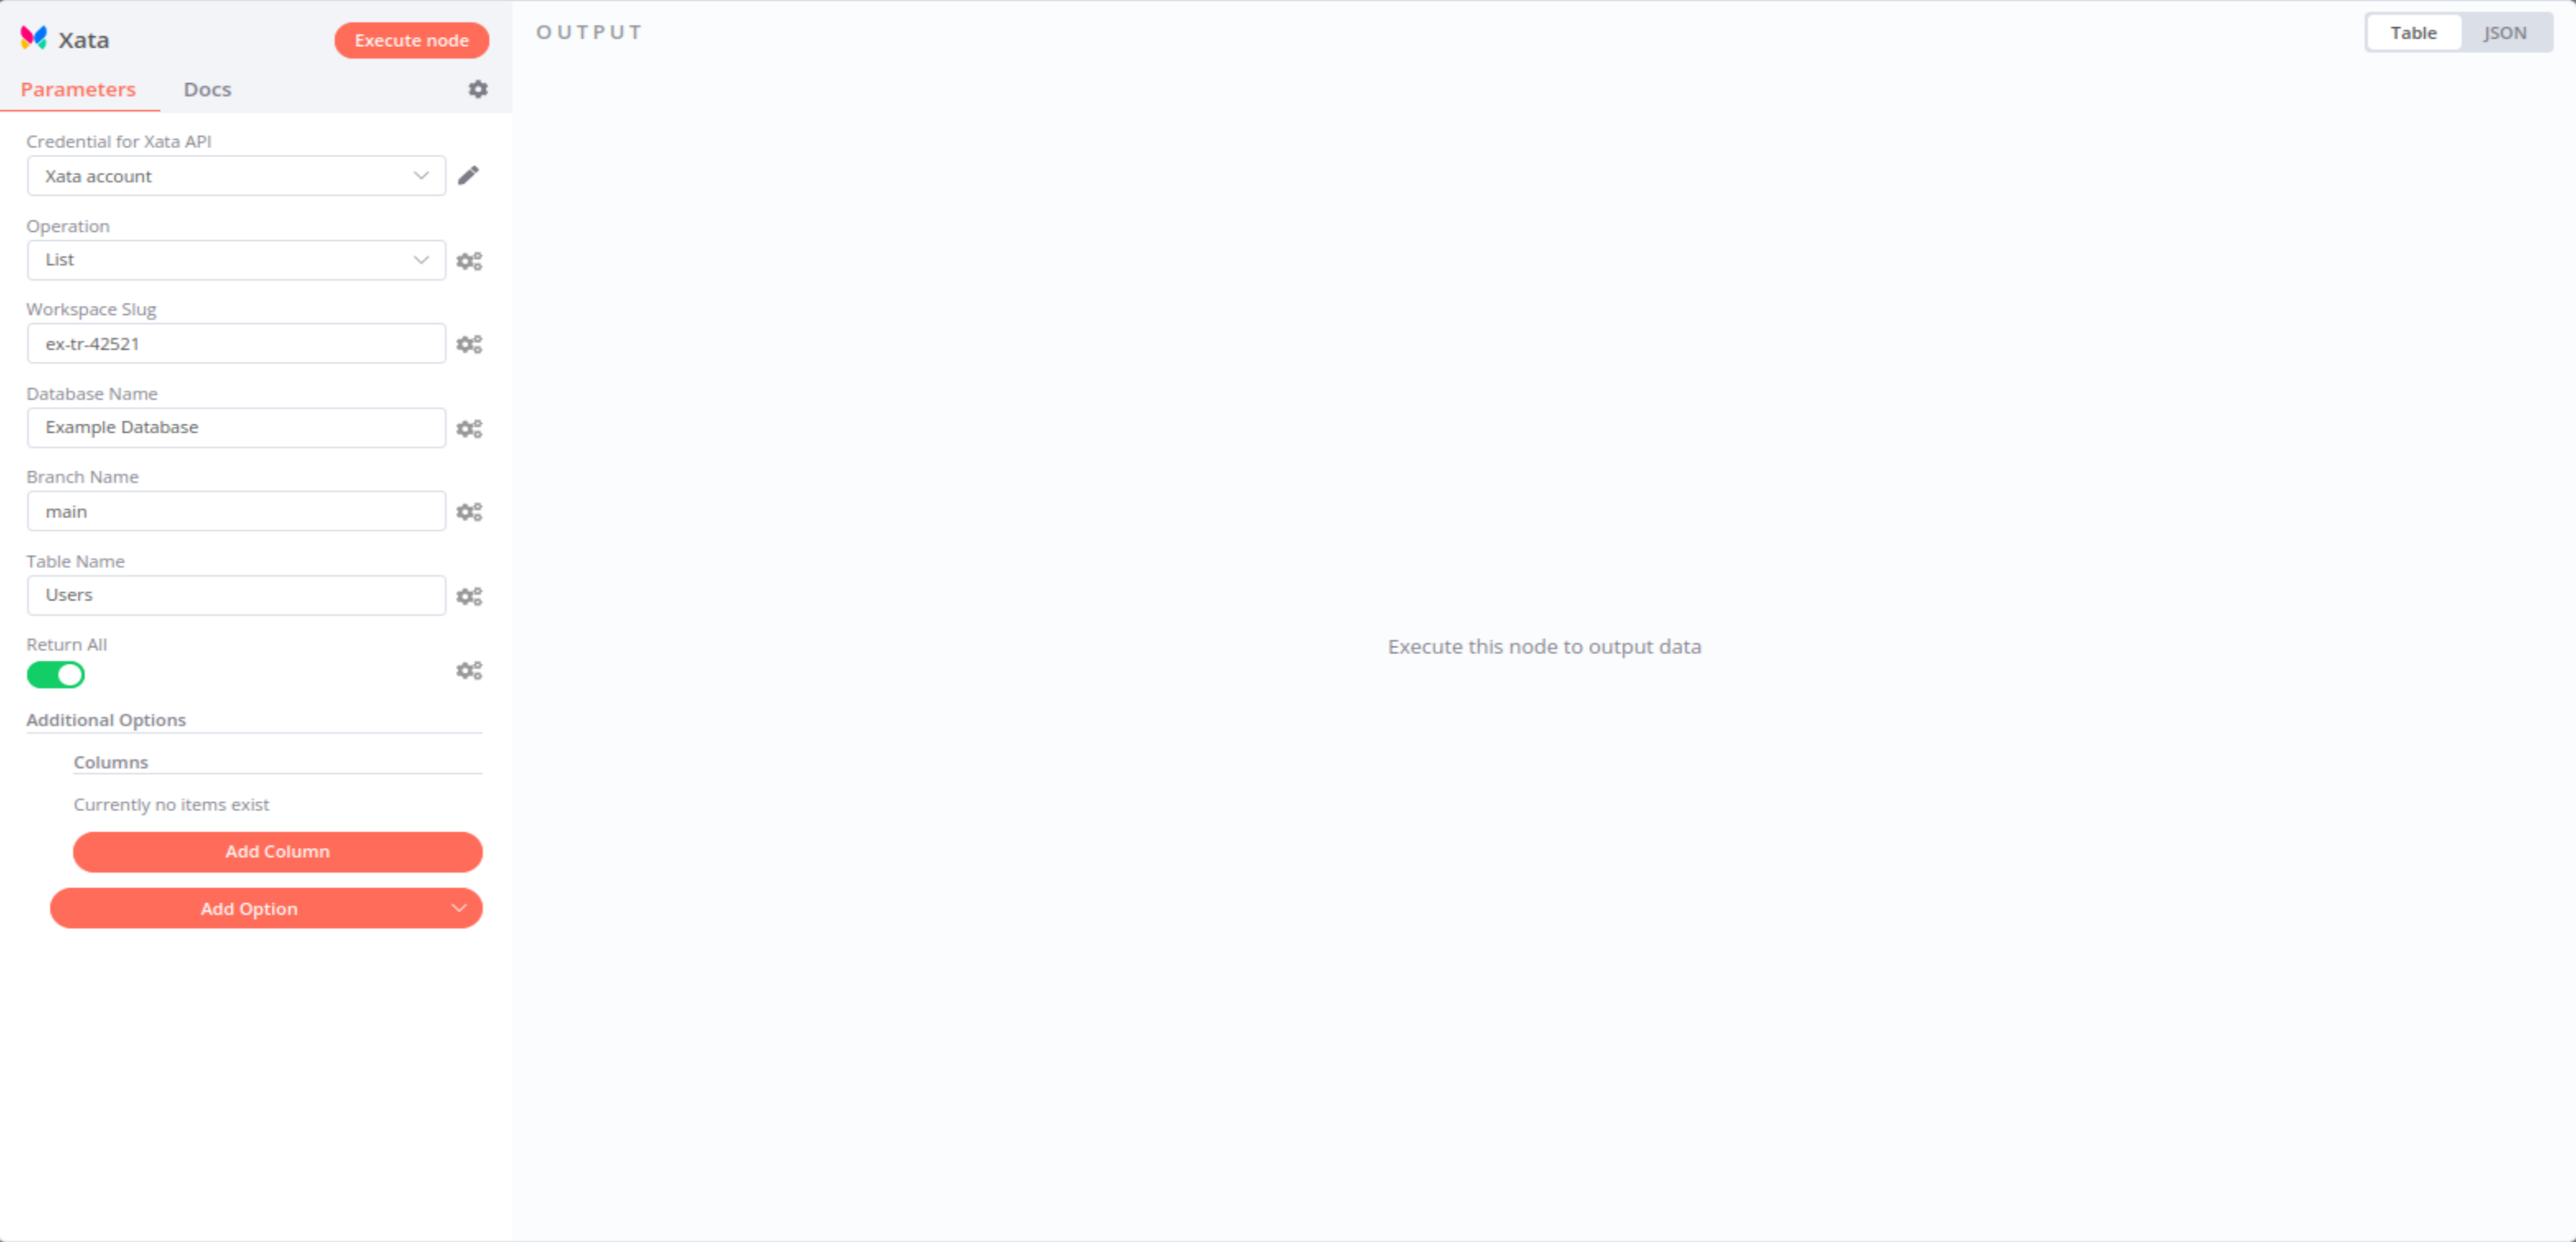 Xata
Execute node
Parameters
Docs
Credential for Xata API
Xata account
Operation
List
Workspace Slug
ex-tr-42521
Database Name
Example Database
Branch Name
main
Table Name
Users
Return All
Additional Options
Columns
Currently no items exist
Add Column
Add Option
OUTPUT
Table
JSON
Execute this node to output data